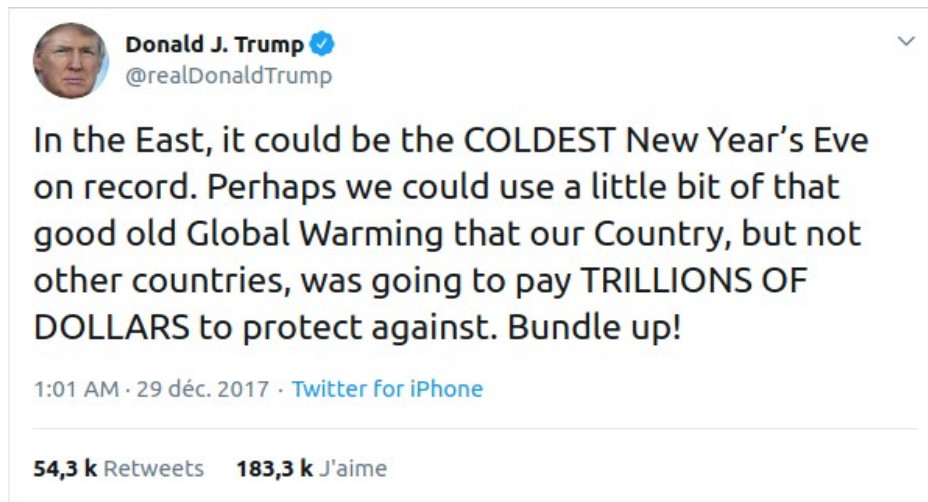 Donald J. Trump
@realDonaldTrump
In the East, it could be the COLDEST New Year’s Eve
on record. Perhaps we could use a little bit of that
good old Global Warming that our Country, but not
other countries, was going to pay TRILLIONS OF
DOLLARS to protect against. Bundle up!
1:01 AM · 29 déc. 2017 · Twitter for iPhone
54,3 k Retweets 183,3 k J'aime